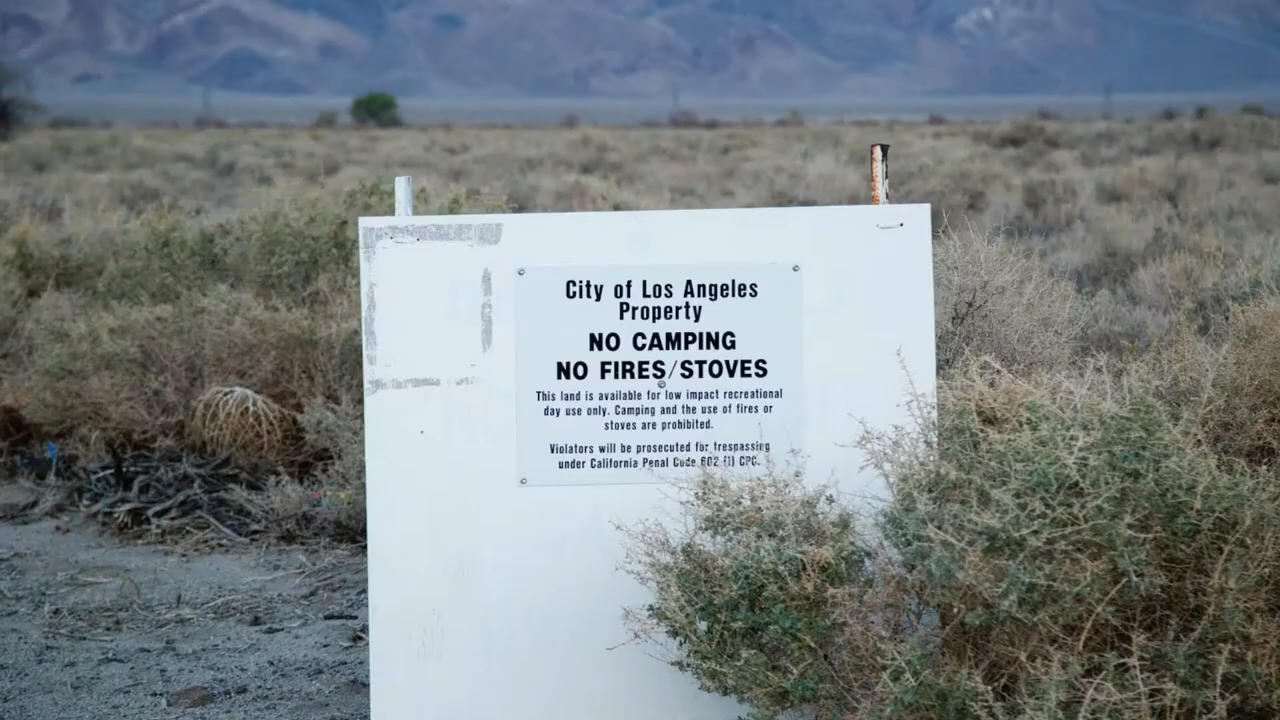 City of Los Angeles
Property
NO CAMPING
NO FIRES/STOVES
This land is available for low impact recreational
day use only. Camping and the use of fires or
stoves are prohibited.
Violators will be prosecuted for trespassing
under California Penal Code 602 (l) CPC.